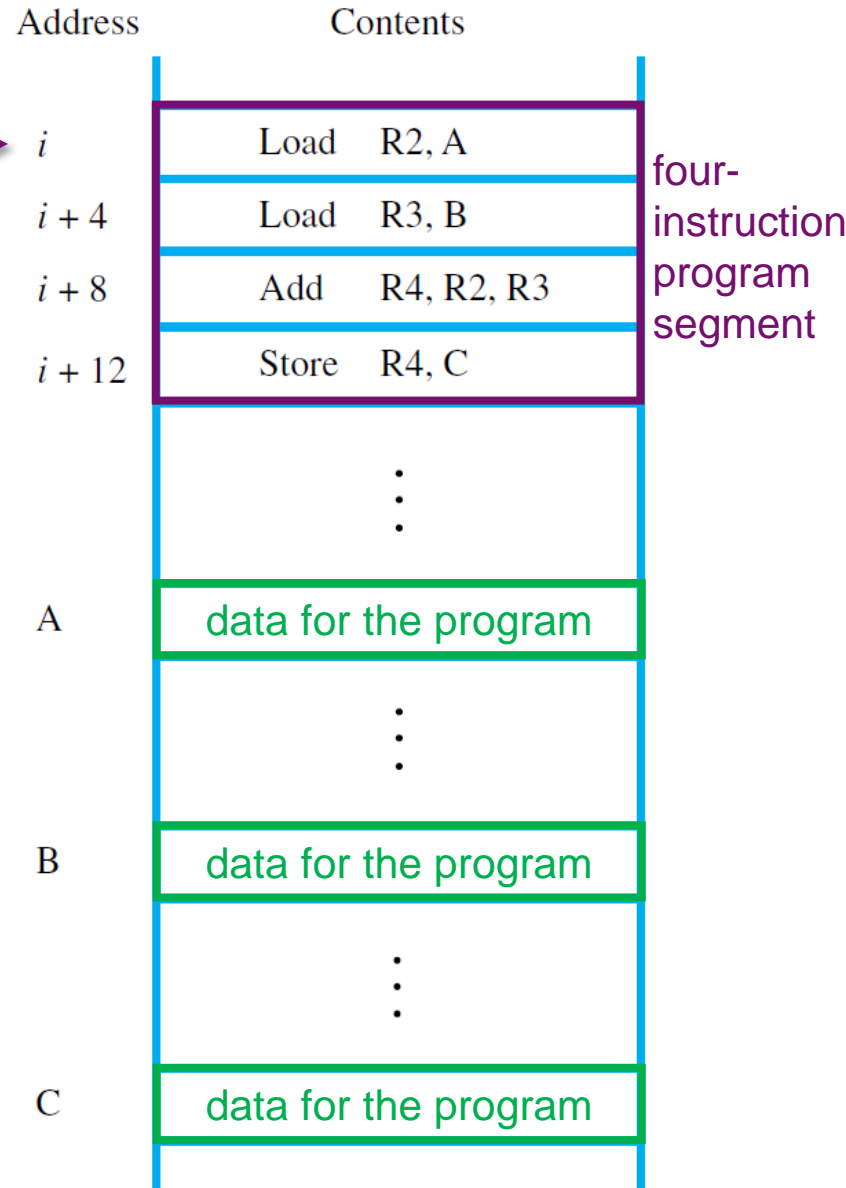 Address Contents
i Load R2, A
i + 4 Load R3, B
i + 8 Add R4, R2, R3
i + 12 Store R4, C
four-
instruction
program
segment
A data for the program
B data for the program
C data for the program